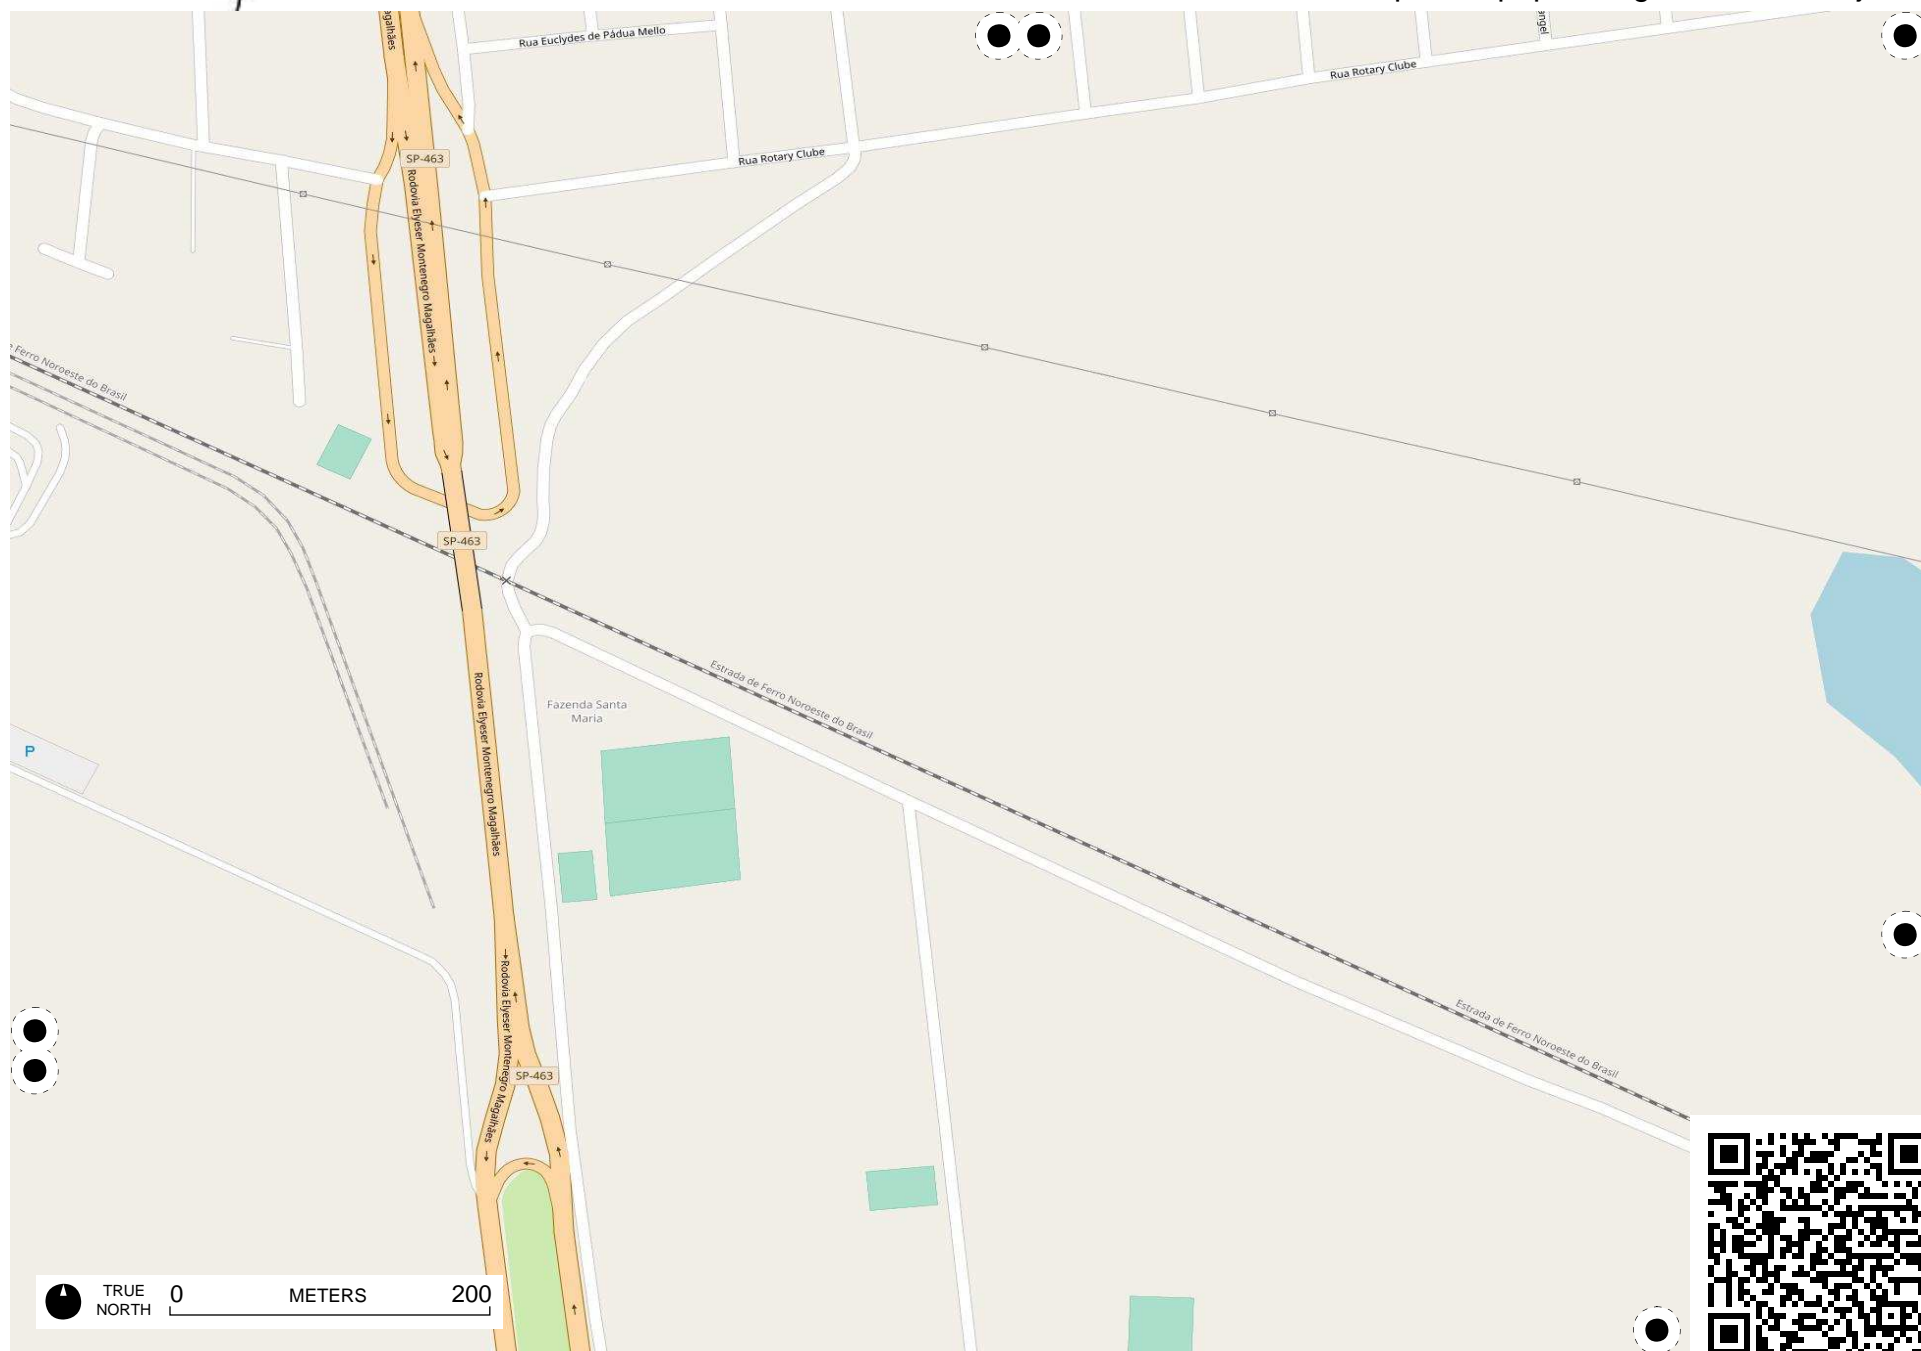 Magalhães
Rua Euclydes de Pádua Mello
angel
Rua Rotary Clube
Rua Rotary Clube
SP-463
Rodovia Elyeser Montenegro Magalhães
Ferro Noroeste do Brasil
SP-463
Estrada de Ferro Noroeste do Brasil
Rodovia Elyeser Montenegro Magalhães
Fazenda Santa
Maria
P
Rodovia Elyeser Montenegro Magalhães
Estrada de Ferro Noroeste do Brasil
SP-463
TRUE
NORTH
0 METERS 200